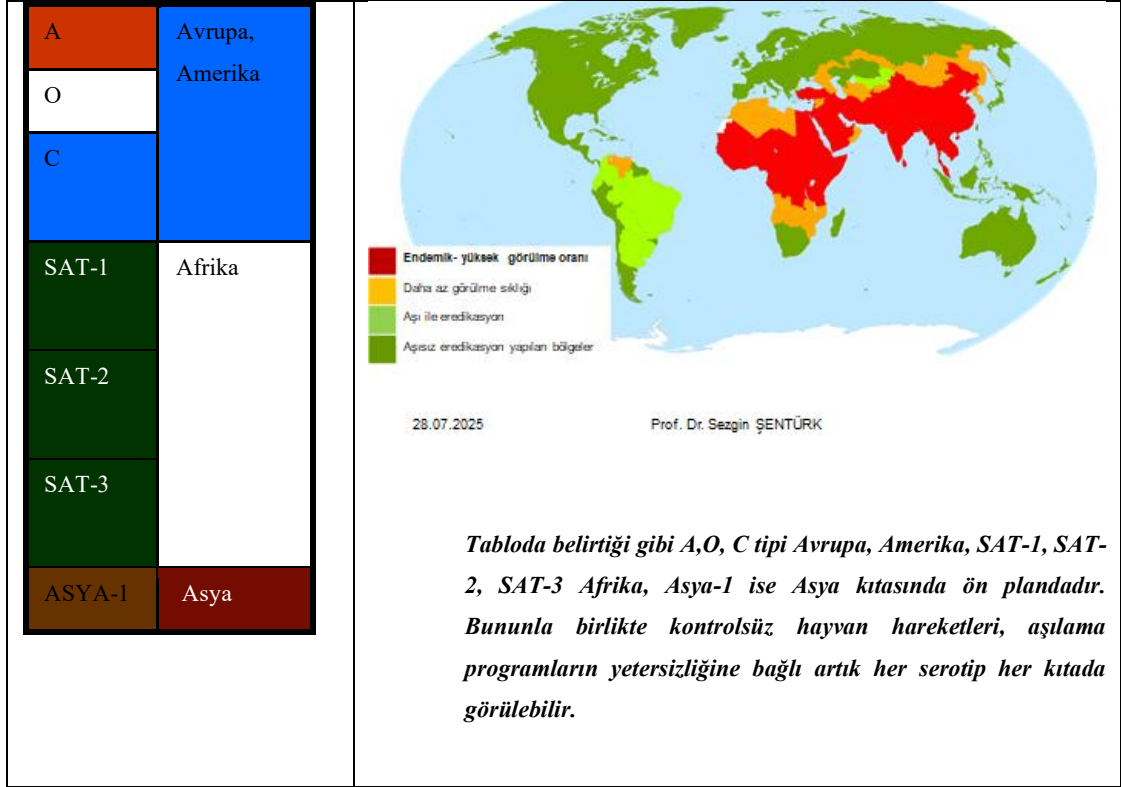 A
Avrupa,
Amerika
O
C
SAT-1
Afrika
SAT-2
SAT-3
ASYA-1
Asya
Endemik- yüksek görülme oranı
Daha az görülme sıklığı
Aşı ile eredikasyon
Aşısız eredikasyon yapılan bölgeler
28.07.2025
Prof. Dr. Sezgin ŞENTÜRK
Tabloda belirtiği gibi A,O, C tipi Avrupa, Amerika, SAT-1, SAT-
2, SAT-3 Afrika, Asya-1 ise Asya kıtasında ön plandadır.
Bununla birlikte kontrolsüz hayvan hareketleri, aşılama
programların yetersizliğine bağlı artık her serotip her kıtada
görülebilir.